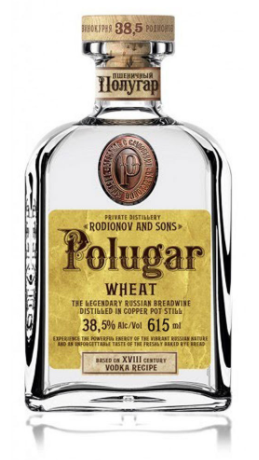 38,5
ПШЕНИЧНЫЙ
Полугар
P
PRIVATE DISTILLERY
«RODIONOV AND SONS»
Polugar
WHEAT
THE LEGENDARY RUSSIAN BREADWINE
DISTILLED IN COPPER POT STILL
38,5% Alc/Vol 615 ml
EXPERIENCE THE POWERFUL ENERGY OF THE VIBRANT RUSSIAN NATURE
AND AN UNFORGETTABLE TASTE OF THE FRESHLY BAKED RYE BREAD
BASED ON XVIII CENTURY
VODKA RECIPE